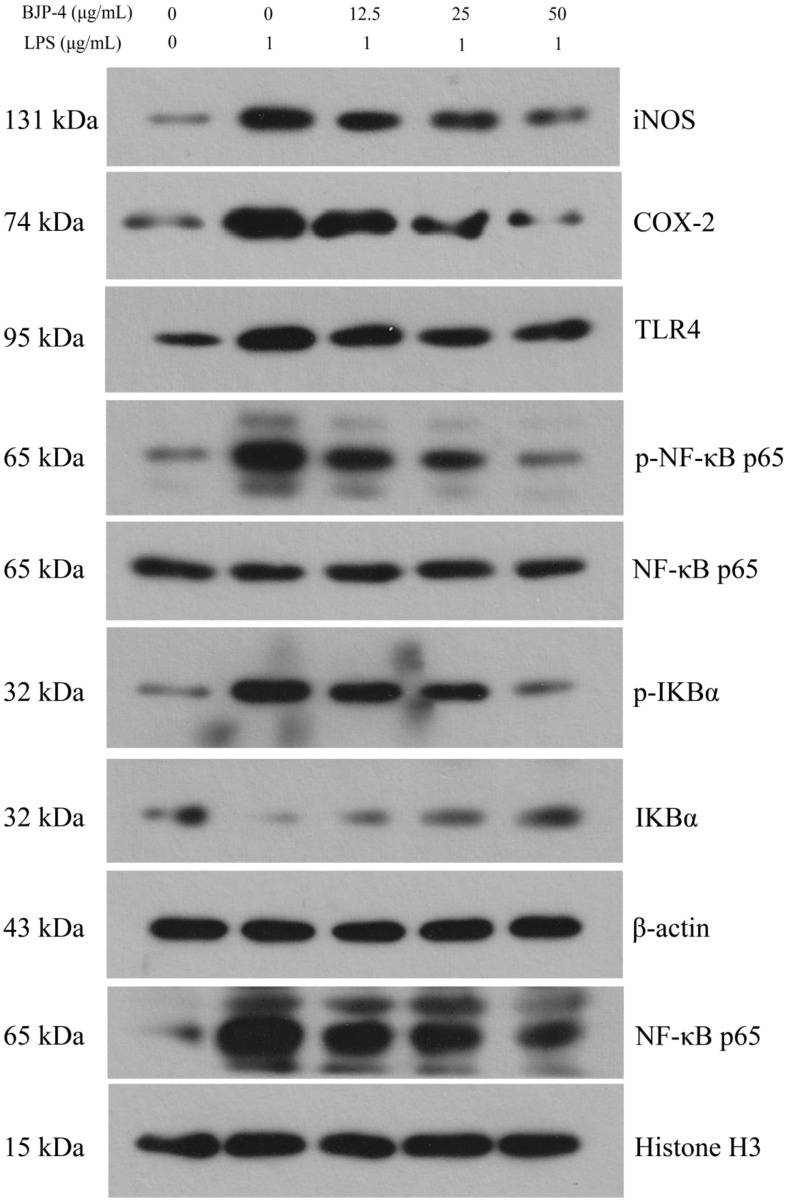 BJP-4 (μg/mL) 0 0 12.5 25 50
LPS (μg/mL) 0 1 1 1 1
131 kDa iNOS
74 kDa COX-2
95 kDa TLR4
65 kDa p-NF-κB p65
65 kDa NF-κB p65
32 kDa p-IKBα
32 kDa IKBα
43 kDa β-actin
65 kDa NF-κB p65
15 kDa Histone H3